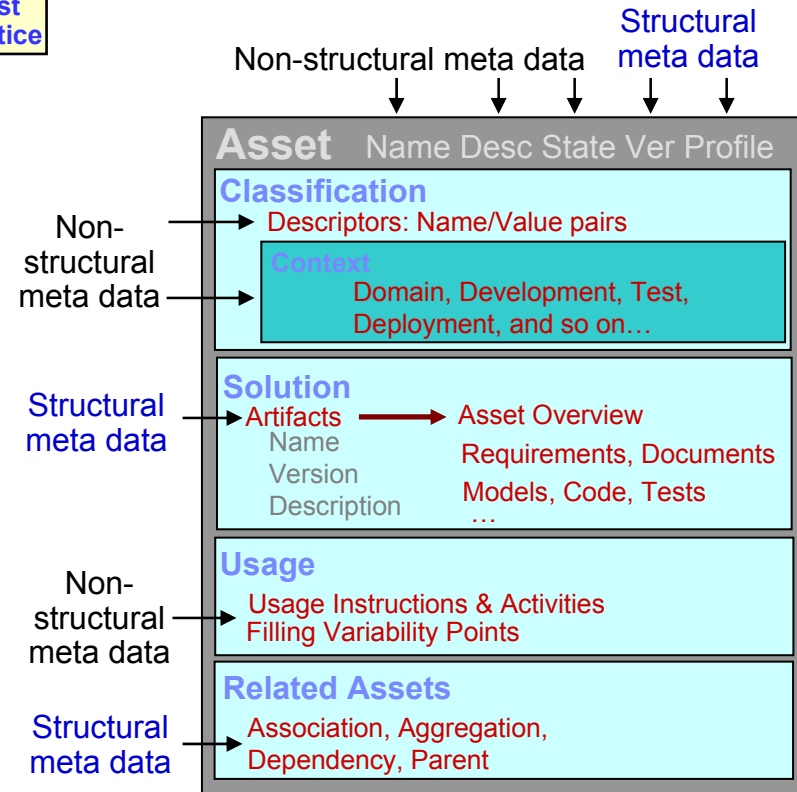 st
tice
Structural
meta data
Non-structural meta data
Asset Name Desc State Ver Profile
Classification
Descriptors: Name/Value pairs
Non-
structural
meta data
Context
Domain, Development, Test,
Deployment, and so on…
Solution
Structural
meta data
Artifacts
Asset Overview
Name
Requirements, Documents
Version
Models, Code, Tests
Description
…
Usage
Non-
structural
meta data
Usage Instructions & Activities
Filling Variability Points
Related Assets
Structural
meta data
Association, Aggregation,
Dependency, Parent